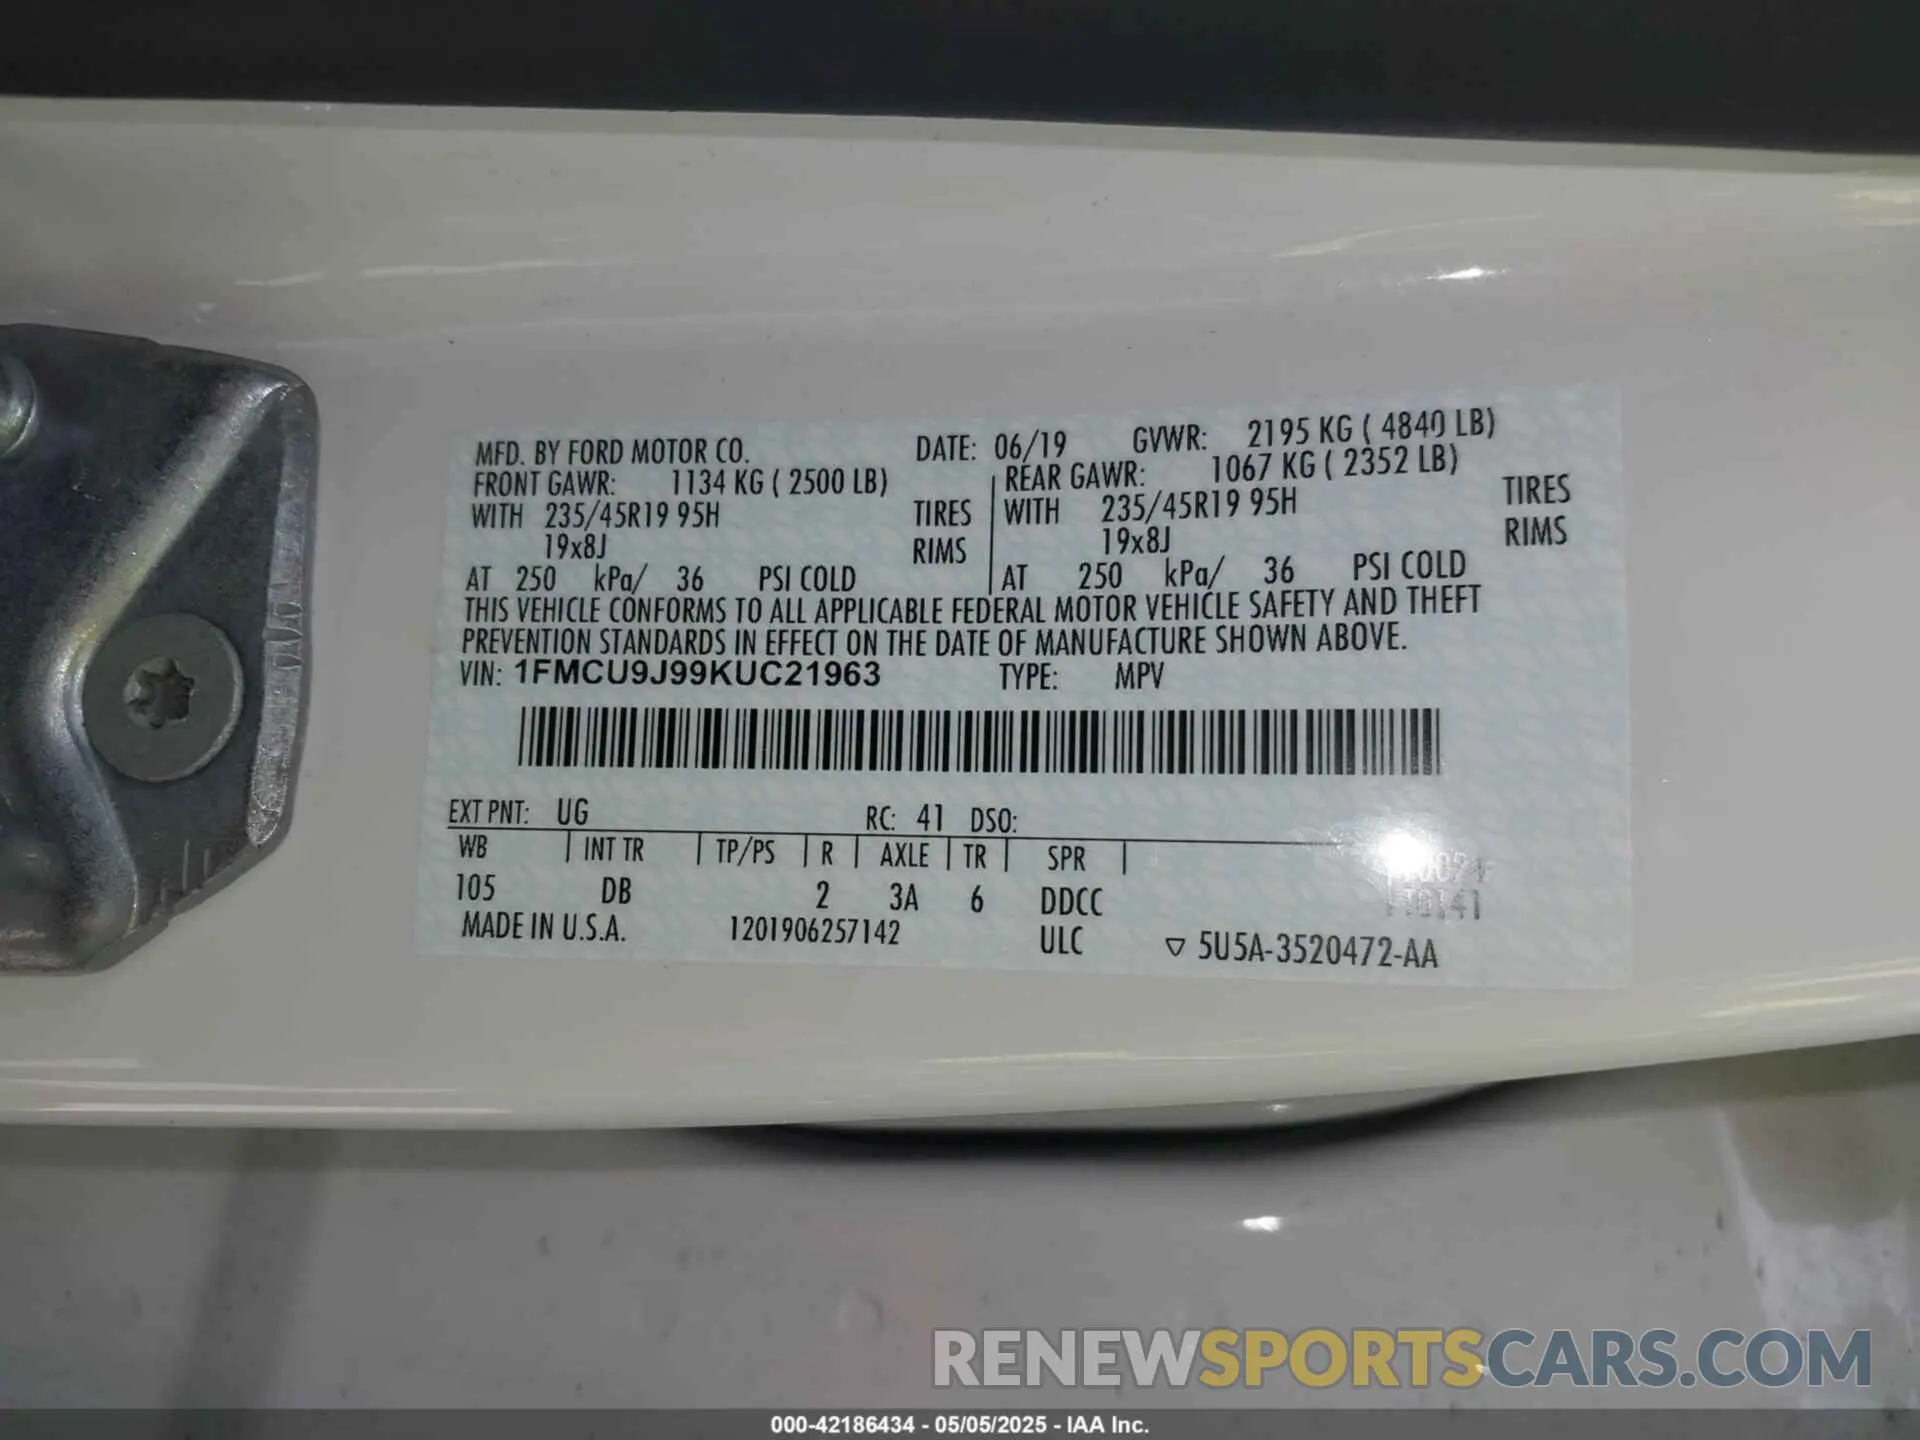 MFD. BY FORD MOTOR CO. DATE: 06/19 GVWR: 2195 KG ( 4840 LB)
FRONT GAWR: 1134 KG ( 2500 LB) REAR GAWR: 1067 KG ( 2352 LB)
WITH 235/45R19 95H TIRES WITH 235/45R19 95H TIRES
19x8J RIMS 19x8J RIMS
AT 250 kPa/ 36 PSI COLD AT 250 kPa/ 36 PSI COLD
THIS VEHICLE CONFORMS TO ALL APPLICABLE FEDERAL MOTOR VEHICLE SAFETY AND THEFT
PREVENTION STANDARDS IN EFFECT ON THE DATE OF MANUFACTURE SHOWN ABOVE.
VIN: 1FMCU9J99KUC21963 TYPE: MPV
EXT PNT: UG RC: 41 DSO:
WB INT TR TP/PS R AXLE TR SPR
105 DB 2 3A 6 DDCC
MADE IN U.S.A. 1201906257142 ULC ▽ 5U5A-3520472-AA
RENEWSPORTSCARS.COM
000-42186434 - 05/05/2025 - IAA Inc.